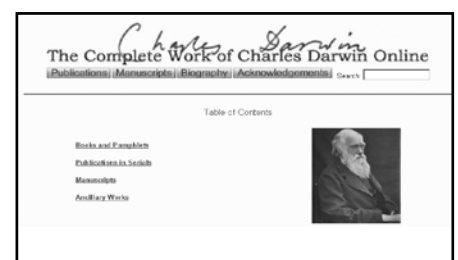 Charles Darwin
The Complete Work of Charles Darwin Online
Publications Manuscripts Biography Acknowledgements Search
Table of Contents
Books and Pamphlets
Publications in Serials
Manuscripts
Ancillary Works